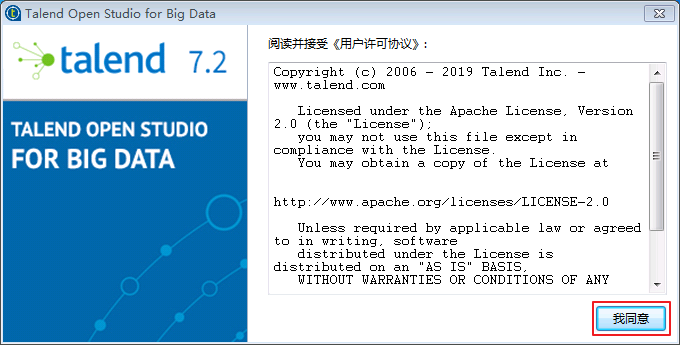 Talend Open Studio for Big Data
talend 7.2
TALEND OPEN STUDIO
FOR BIG DATA
阅读并接受《用户许可协议》:
Copyright (c) 2006 – 2019 Talend Inc. –
www.talend.com
Licensed under the Apache License, Version
2.0 (the "License");
you may not use this file except in
compliance with the License.
You may obtain a copy of the License at
http://www.apache.org/licenses/LICENSE-2.0
Unless required by applicable law or agreed
to in writing, software
distributed under the License is
distributed on an "AS IS" BASIS,
WITHOUT WARRANTIES OR CONDITIONS OF ANY
我同意